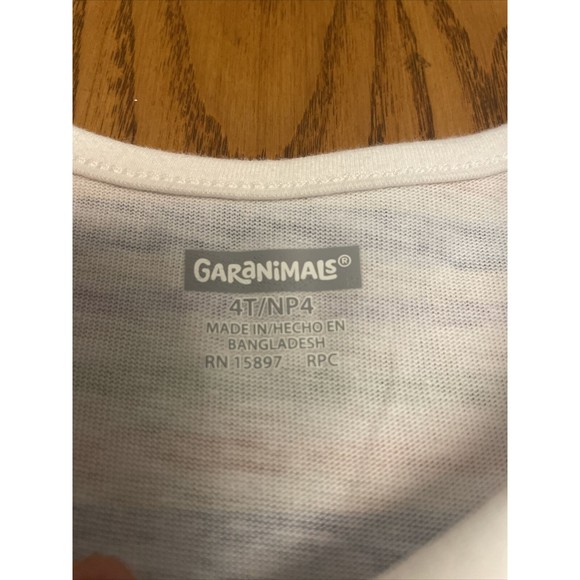 GARANIMALS®
4T/NP4
MADE IN/HECHO EN
BANGLADESH
RN 15897 RPC